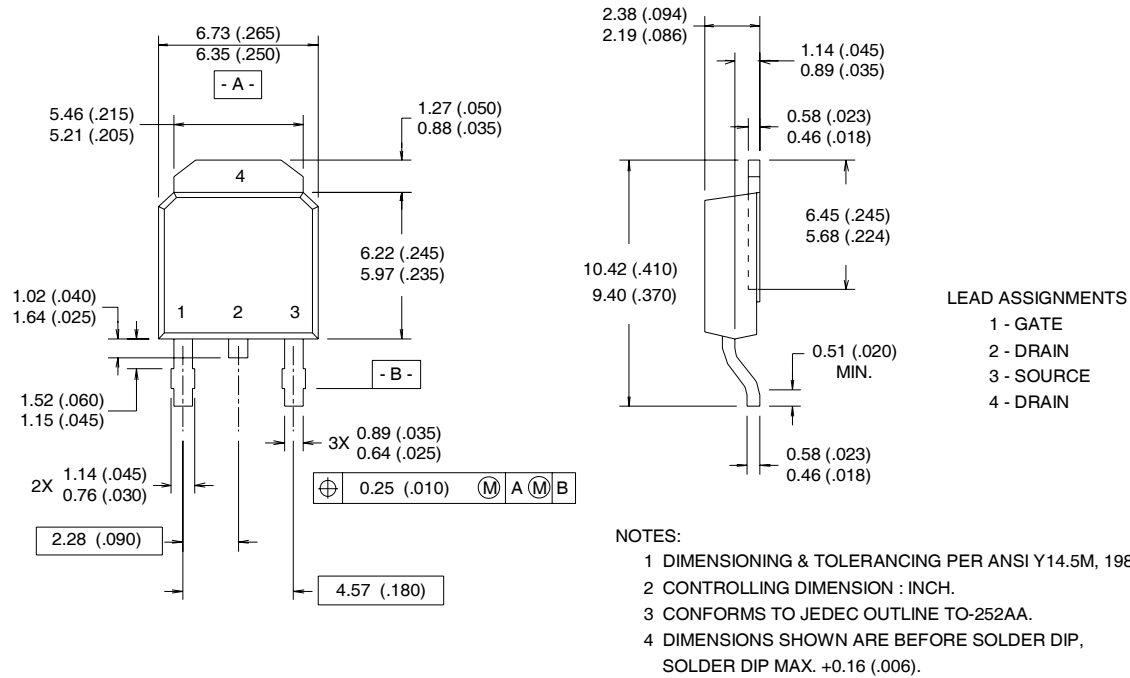 6.73 (.265)
6.35 (.250)
- A -
5.46 (.215)
5.21 (.205)
1.27 (.050)
0.88 (.035)
4
6.22 (.245)
5.97 (.235)
1.02 (.040)
1.64 (.025)
1 2 3
- B -
1.52 (.060)
1.15 (.045)
3X 0.89 (.035)
0.64 (.025)
2X 1.14 (.045)
0.76 (.030)
⌖ 0.25 (.010) Ⓜ A Ⓜ B
2.28 (.090)
4.57 (.180)
2.38 (.094)
2.19 (.086)
1.14 (.045)
0.89 (.035)
0.58 (.023)
0.46 (.018)
6.45 (.245)
5.68 (.224)
10.42 (.410)
9.40 (.370)
0.51 (.020)
MIN.
0.58 (.023)
0.46 (.018)
LEAD ASSIGNMENTS
1 - GATE
2 - DRAIN
3 - SOURCE
4 - DRAIN
NOTES:
1 DIMENSIONING & TOLERANCING PER ANSI Y14.5M, 198
2 CONTROLLING DIMENSION : INCH.
3 CONFORMS TO JEDEC OUTLINE TO-252AA.
4 DIMENSIONS SHOWN ARE BEFORE SOLDER DIP,
SOLDER DIP MAX. +0.16 (.006).